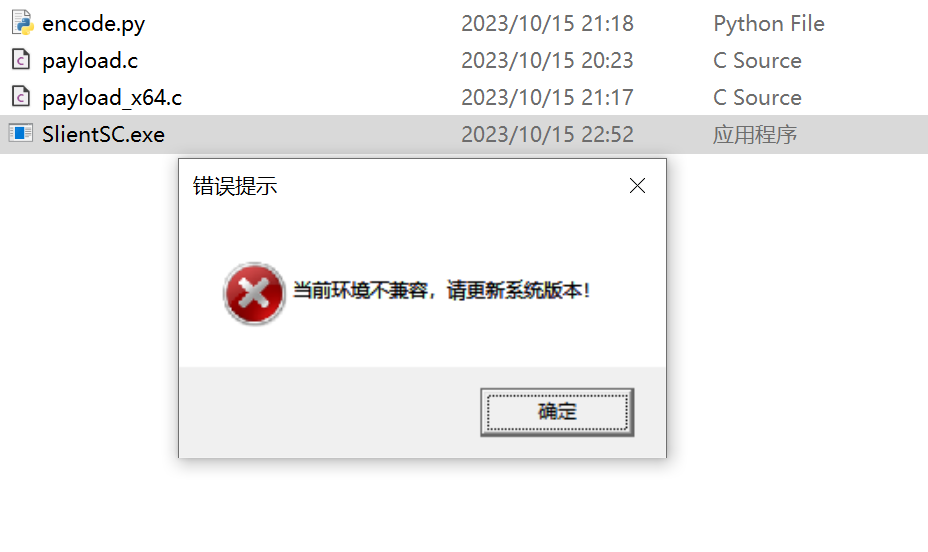 encode.py 2023/10/15 21:18 Python File
payload.c 2023/10/15 20:23 C Source
payload_x64.c 2023/10/15 21:17 C Source
SlientSC.exe 2023/10/15 22:52 应用程序
错误提示
当前环境不兼容，请更新系统版本！
确定